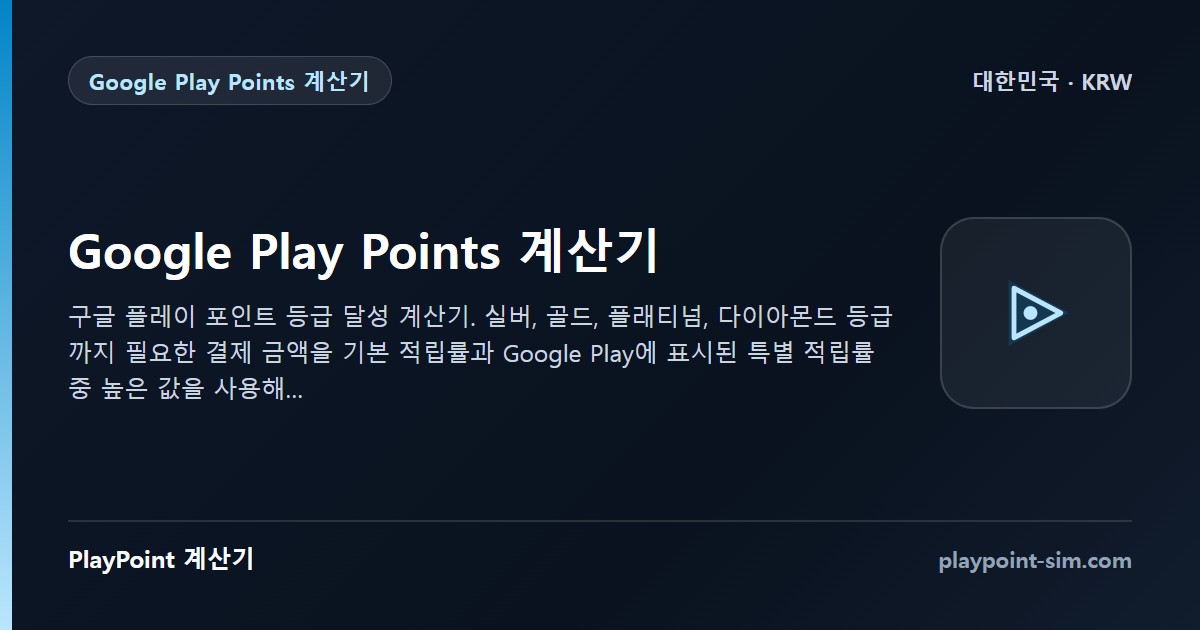 Google Play Points 계산기
대한민국 · KRW
Google Play Points 계산기
구글 플레이 포인트 등급 달성 계산기. 실버, 골드, 플래티넘, 다이아몬드 등급
까지 필요한 결제 금액을 기본 적립률과 Google Play에 표시된 특별 적립률
중 높은 값을 사용해...
PlayPoint 계산기
playpoint-sim.com